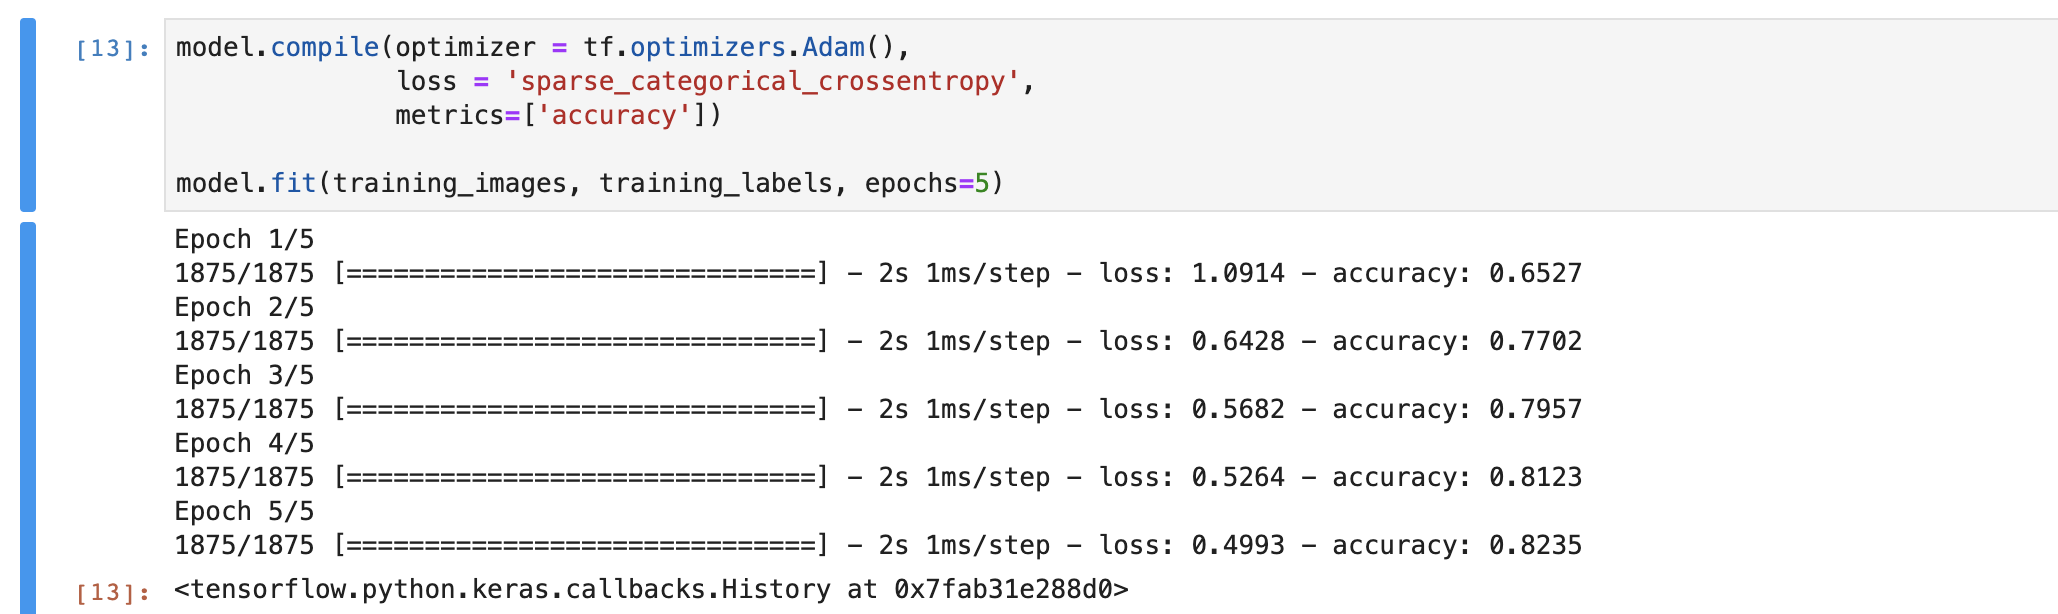 [13]: model.compile(optimizer = tf.optimizers.Adam(),
              loss = 'sparse_categorical_crossentropy',
              metrics=['accuracy'])

model.fit(training_images, training_labels, epochs=5)
Epoch 1/5
1875/1875 [==============================] - 2s 1ms/step - loss: 1.0914 - accuracy: 0.6527
Epoch 2/5
1875/1875 [==============================] - 2s 1ms/step - loss: 0.6428 - accuracy: 0.7702
Epoch 3/5
1875/1875 [==============================] - 2s 1ms/step - loss: 0.5682 - accuracy: 0.7957
Epoch 4/5
1875/1875 [==============================] - 2s 1ms/step - loss: 0.5264 - accuracy: 0.8123
Epoch 5/5
1875/1875 [==============================] - 2s 1ms/step - loss: 0.4993 - accuracy: 0.8235
[13]: <tensorflow.python.keras.callbacks.History at 0x7fab31e288d0>